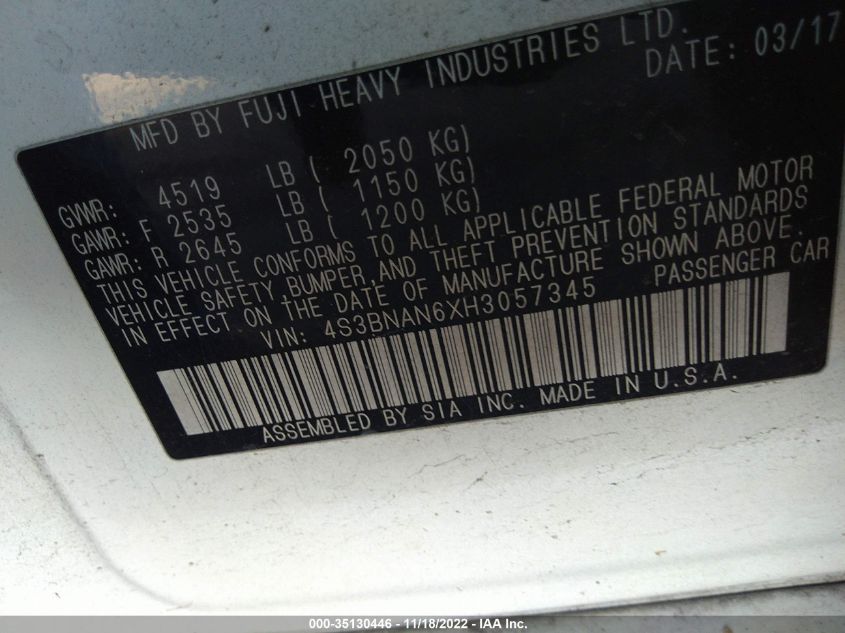 MFD BY FUJI HEAVY INDUSTRIES LTD.
DATE: 03/17
GVWR: 4519 LB ( 2050 KG)
GAWR: F 2535 LB ( 1150 KG)
GAWR: R 2645 LB ( 1200 KG)
THIS VEHICLE CONFORMS TO ALL APPLICABLE FEDERAL MOTOR
VEHICLE SAFETY BUMPER,AND THEFT PREVENTION STANDARDS
IN EFFECT ON THE DATE OF MANUFACTURE SHOWN ABOVE.
VIN: 4S3BNAN6XH3057345 PASSENGER CAR
ASSEMBLED BY SIA INC. MADE IN U.S.A.
000-35130446 - 11/18/2022 - IAA Inc.